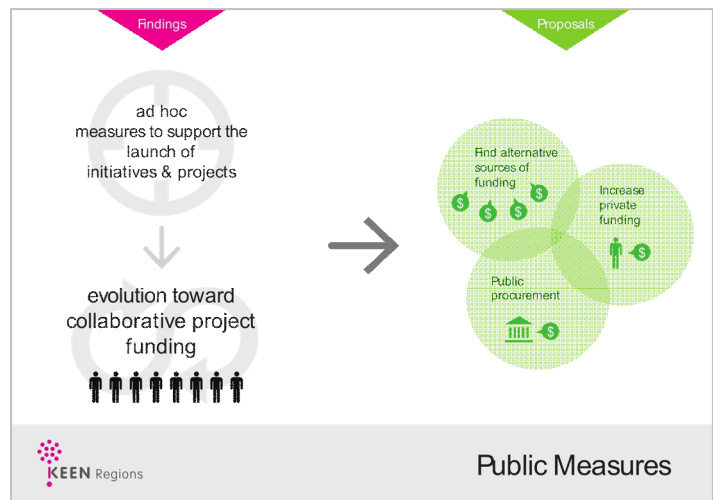 Findings
Proposals
ad hoc
measures to support the
launch of
initiatives & projects
evolution toward
collaborative project
funding
Find alternative
sources of
funding
$
$
$
$
Increase
private
funding
$
Public
procurement
$
KEEN Regions
Public Measures